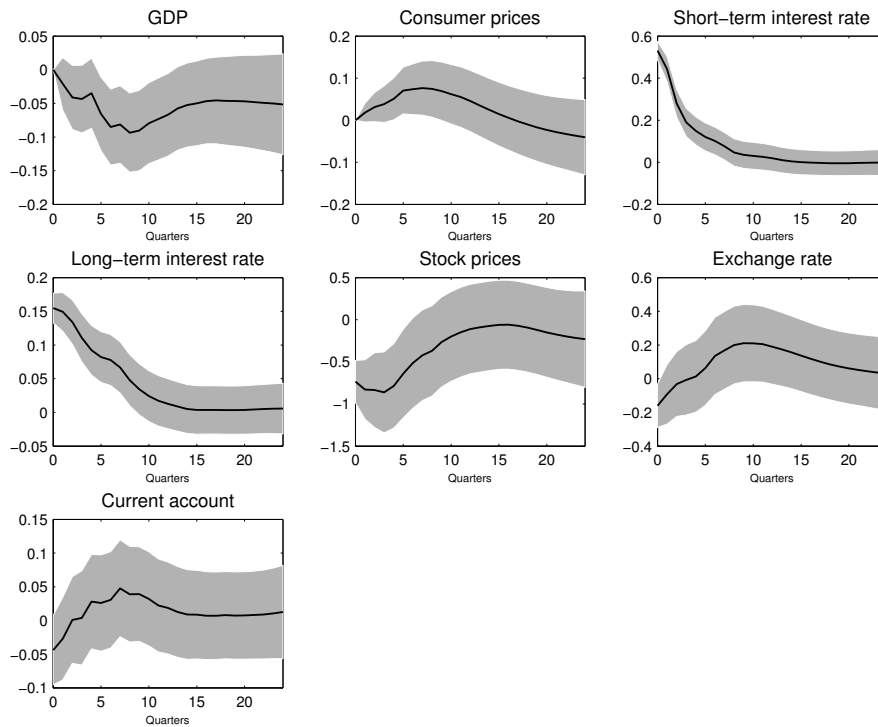 GDP
0.05
0
−0.05
−0.1
−0.15
−0.2
0 5 10 15 20
Quarters
Consumer prices
0.2
0.1
0
−0.1
−0.2
0 5 10 15 20
Quarters
Short−term interest rate
0.6
0.4
0.2
0
−0.2
0 5 10 15 20
Quarters
Long−term interest rate
0.2
0.15
0.1
0.05
0
−0.05
0 5 10 15 20
Quarters
Stock prices
0.5
0
−0.5
−1
−1.5
0 5 10 15 20
Quarters
Exchange rate
0.6
0.4
0.2
0
−0.2
−0.4
0 5 10 15 20
Quarters
Current account
0.15
0.1
0.05
0
−0.05
−0.1
0 5 10 15 20
Quarters